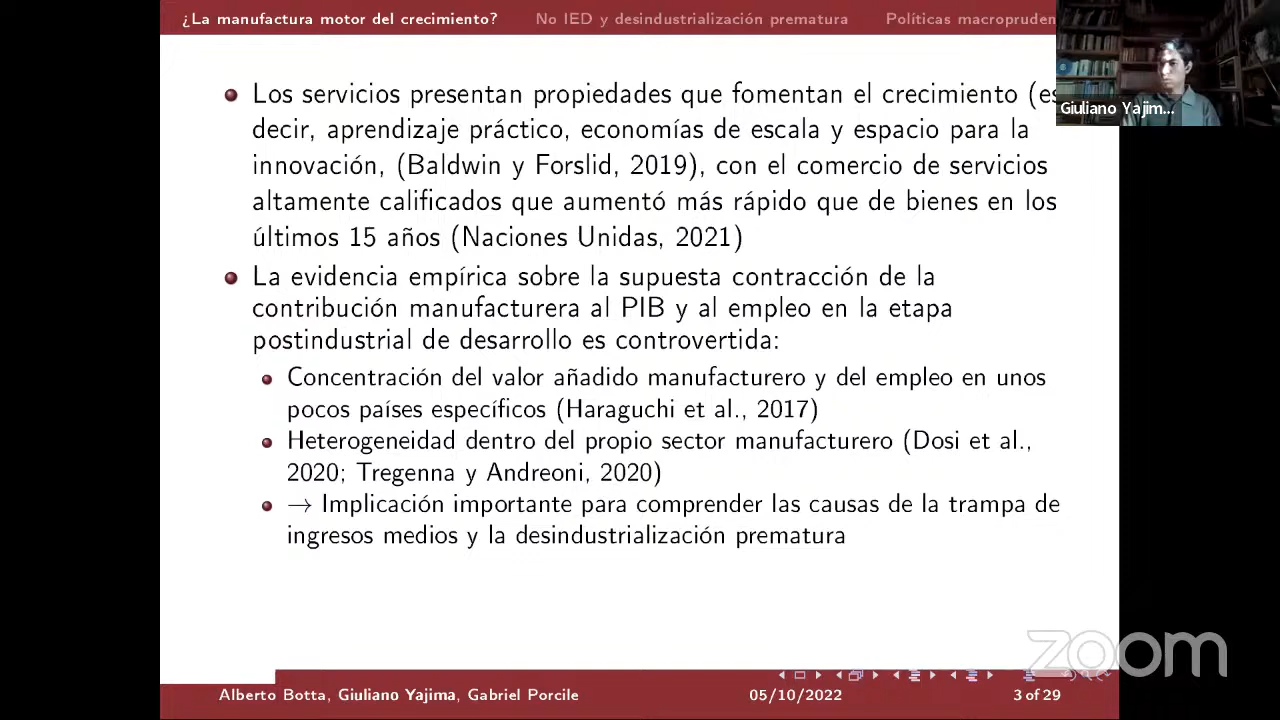 ¿La manufactura motor del crecimiento? No IED y desindustrialización prematura Políticas macropruden
Giuliano Yajim...
Los servicios presentan propiedades que fomentan el crecimiento (es
decir, aprendizaje práctico, economías de escala y espacio para la
innovación, (Baldwin y Forslid, 2019), con el comercio de servicios
altamente calificados que aumentó más rápido que de bienes en los
últimos 15 años (Naciones Unidas, 2021)
La evidencia empírica sobre la supuesta contracción de la
contribución manufacturera al PIB y al empleo en la etapa
postindustrial de desarrollo es controvertida:
Concentración del valor añadido manufacturero y del empleo en unos
pocos países específicos (Haraguchi et al., 2017)
Heterogeneidad dentro del propio sector manufacturero (Dosi et al.,
2020; Tregenna y Andreoni, 2020)
→ Implicación importante para comprender las causas de la trampa de
ingresos medios y la desindustrialización prematura
zoom
Alberto Botta, Giuliano Yajima, Gabriel Porcile 05/10/2022 3 of 29